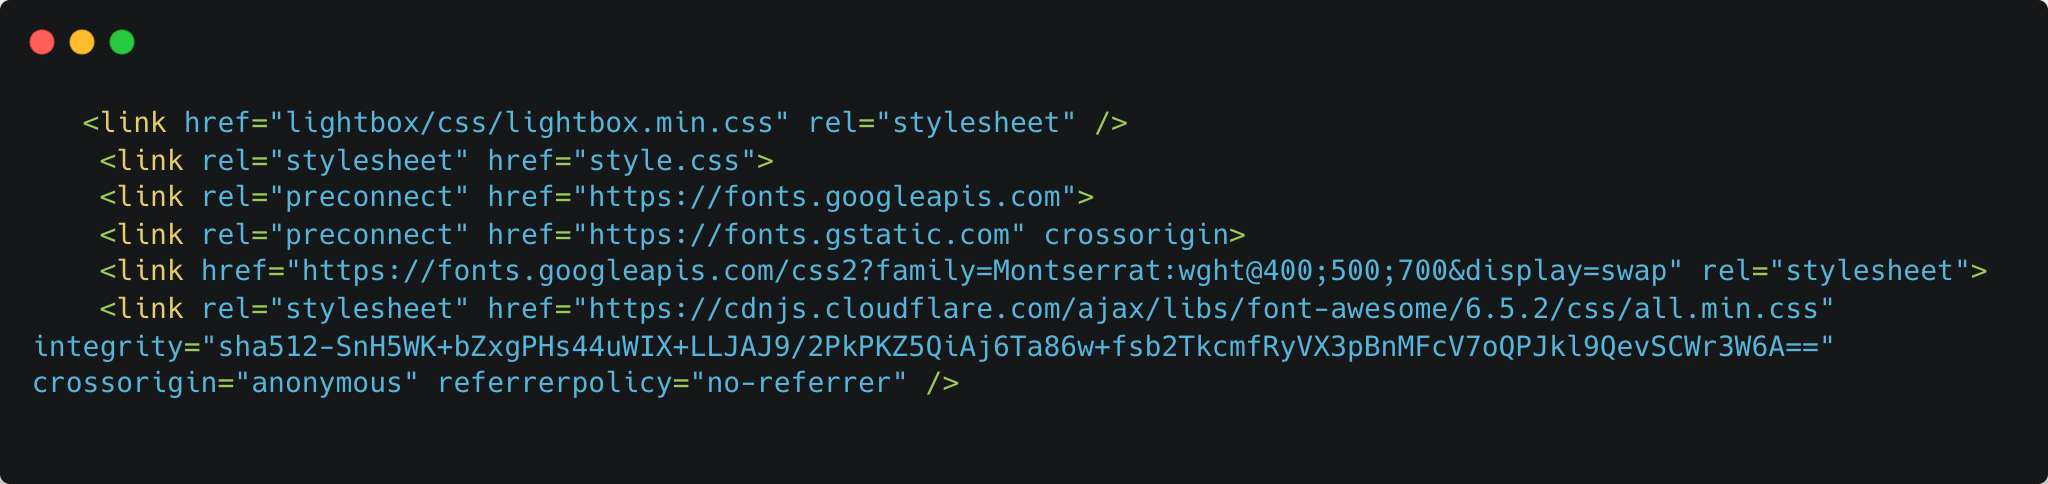 <link href="lightbox/css/lightbox.min.css" rel="stylesheet" />
<link rel="stylesheet" href="style.css">
<link rel="preconnect" href="https://fonts.googleapis.com">
<link rel="preconnect" href="https://fonts.gstatic.com" crossorigin>
<link href="https://fonts.googleapis.com/css2?family=Montserrat:wght@400;500;700&display=swap" rel="stylesheet">
<link rel="stylesheet" href="https://cdnjs.cloudflare.com/ajax/libs/font-awesome/6.5.2/css/all.min.css"
integrity="sha512-SnH5WK+bZxgPHs44uWIX+LLJAJ9/2PkPKZ5QiAj6Ta86w+fsb2TkcmfRyVX3pBnMFcV7oQPJkl9QevSCWr3W6A=="
crossorigin="anonymous" referrerpolicy="no-referrer" />